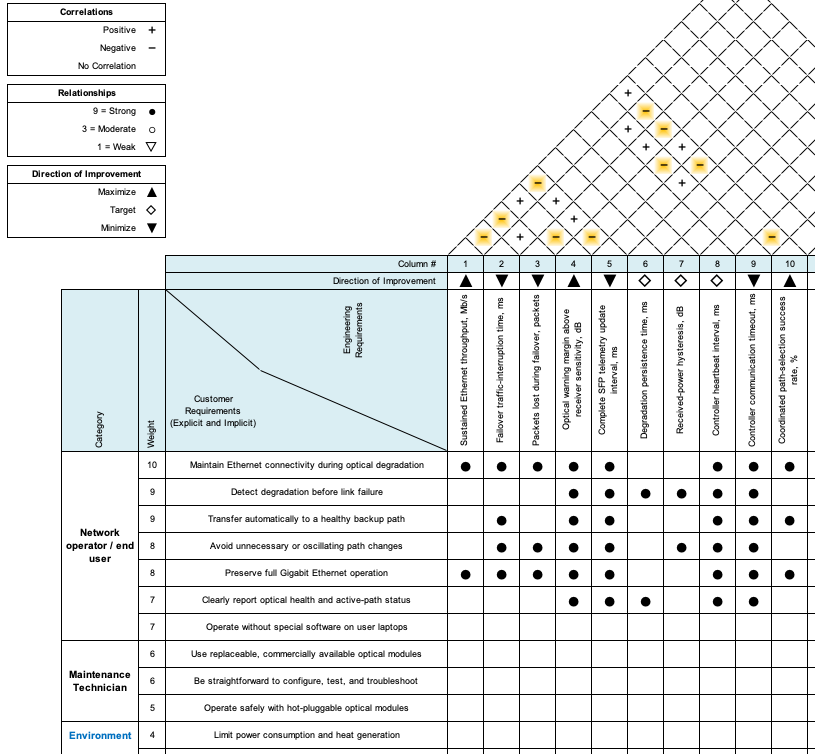 Correlations
Positive +
Negative −
No Correlation
Relationships
9 = Strong ●
3 = Moderate ○
1 = Weak ▽
Direction of Improvement
Maximize ▲
Target ◇
Minimize ▼
+
−
+ −
+ +
− −
− +
+ +
− +
− + − − −
Column # 1 2 3 4 5 6 7 8 9 10
Direction of Improvement ▲ ▼ ▼ ▲ ▼ ◇ ◇ ◇ ▼ ▲
Category
Weight
Engineering
Requirements
Customer
Requirements
(Explicit and Implicit)
Sustained Ethernet throughput, Mb/s
Failover traffic-interruption time, ms
Packets lost during failover, packets
Optical warning margin above
receiver sensitivity, dB
Complete SFP telemetry update
interval, ms
Degradation persistence time, ms
Received-power hysteresis, dB
Controller heartbeat interval, ms
Controller communication timeout, ms
Coordinated path-selection success
rate, %
Network
operator / end
user
10 Maintain Ethernet connectivity during optical degradation ● ● ● ● ● ● ● ●
9 Detect degradation before link failure ● ● ● ● ● ●
9 Transfer automatically to a healthy backup path ● ● ● ● ● ●
8 Avoid unnecessary or oscillating path changes ● ● ● ● ● ● ●
8 Preserve full Gigabit Ethernet operation ● ● ● ● ● ● ● ●
7 Clearly report optical health and active-path status ● ● ● ● ●
7 Operate without special software on user laptops
Maintenance
Technician
6 Use replaceable, commercially available optical modules
6 Be straightforward to configure, test, and troubleshoot
5 Operate safely with hot-pluggable optical modules
Environment
4 Limit power consumption and heat generation